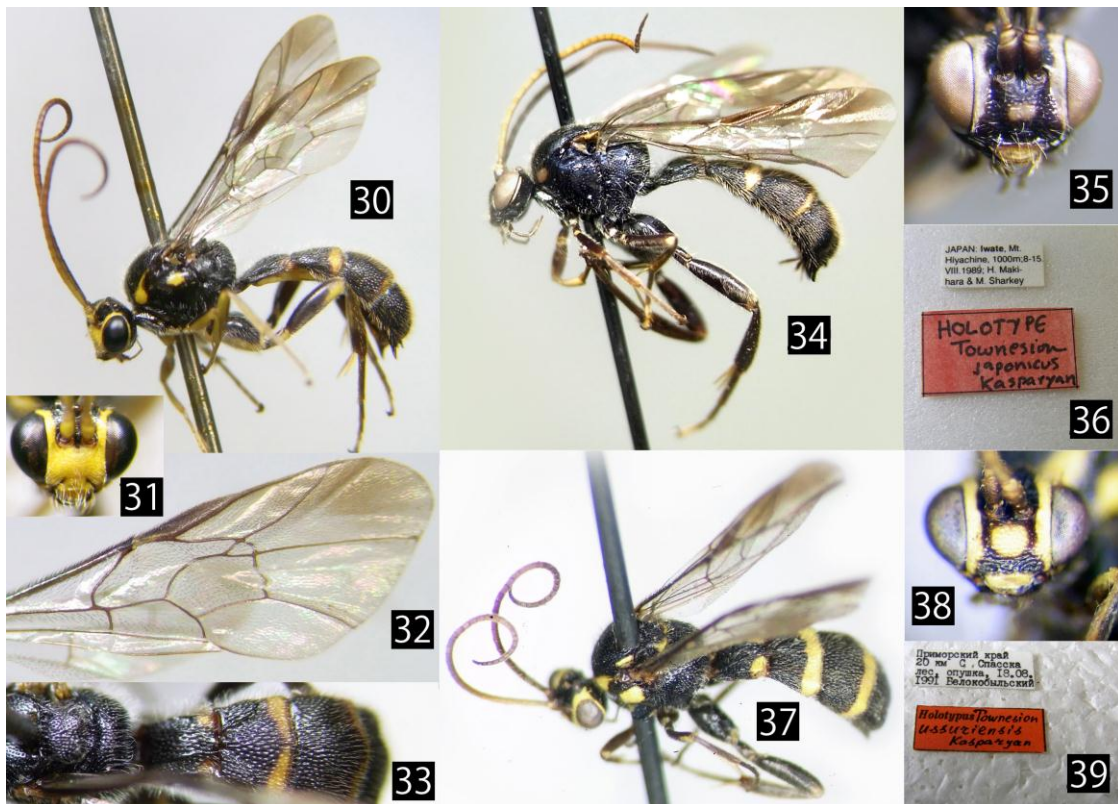 30
31
32
33
34
35
JAPAN: Iwate, Mt.
Hiyachine, 1000m;8-15.
VIII.1989; H. Maki-
hara & M. Sharkey
HOLOTYPE
Townesion
japonicus
Kasparyan
36
37
38
Приморский край
20 км С. Спасска
лес, опушка, 18.08.
1991 Белокобыльский
Holotypus Townesion
ussuriensis
Kasparyan
39